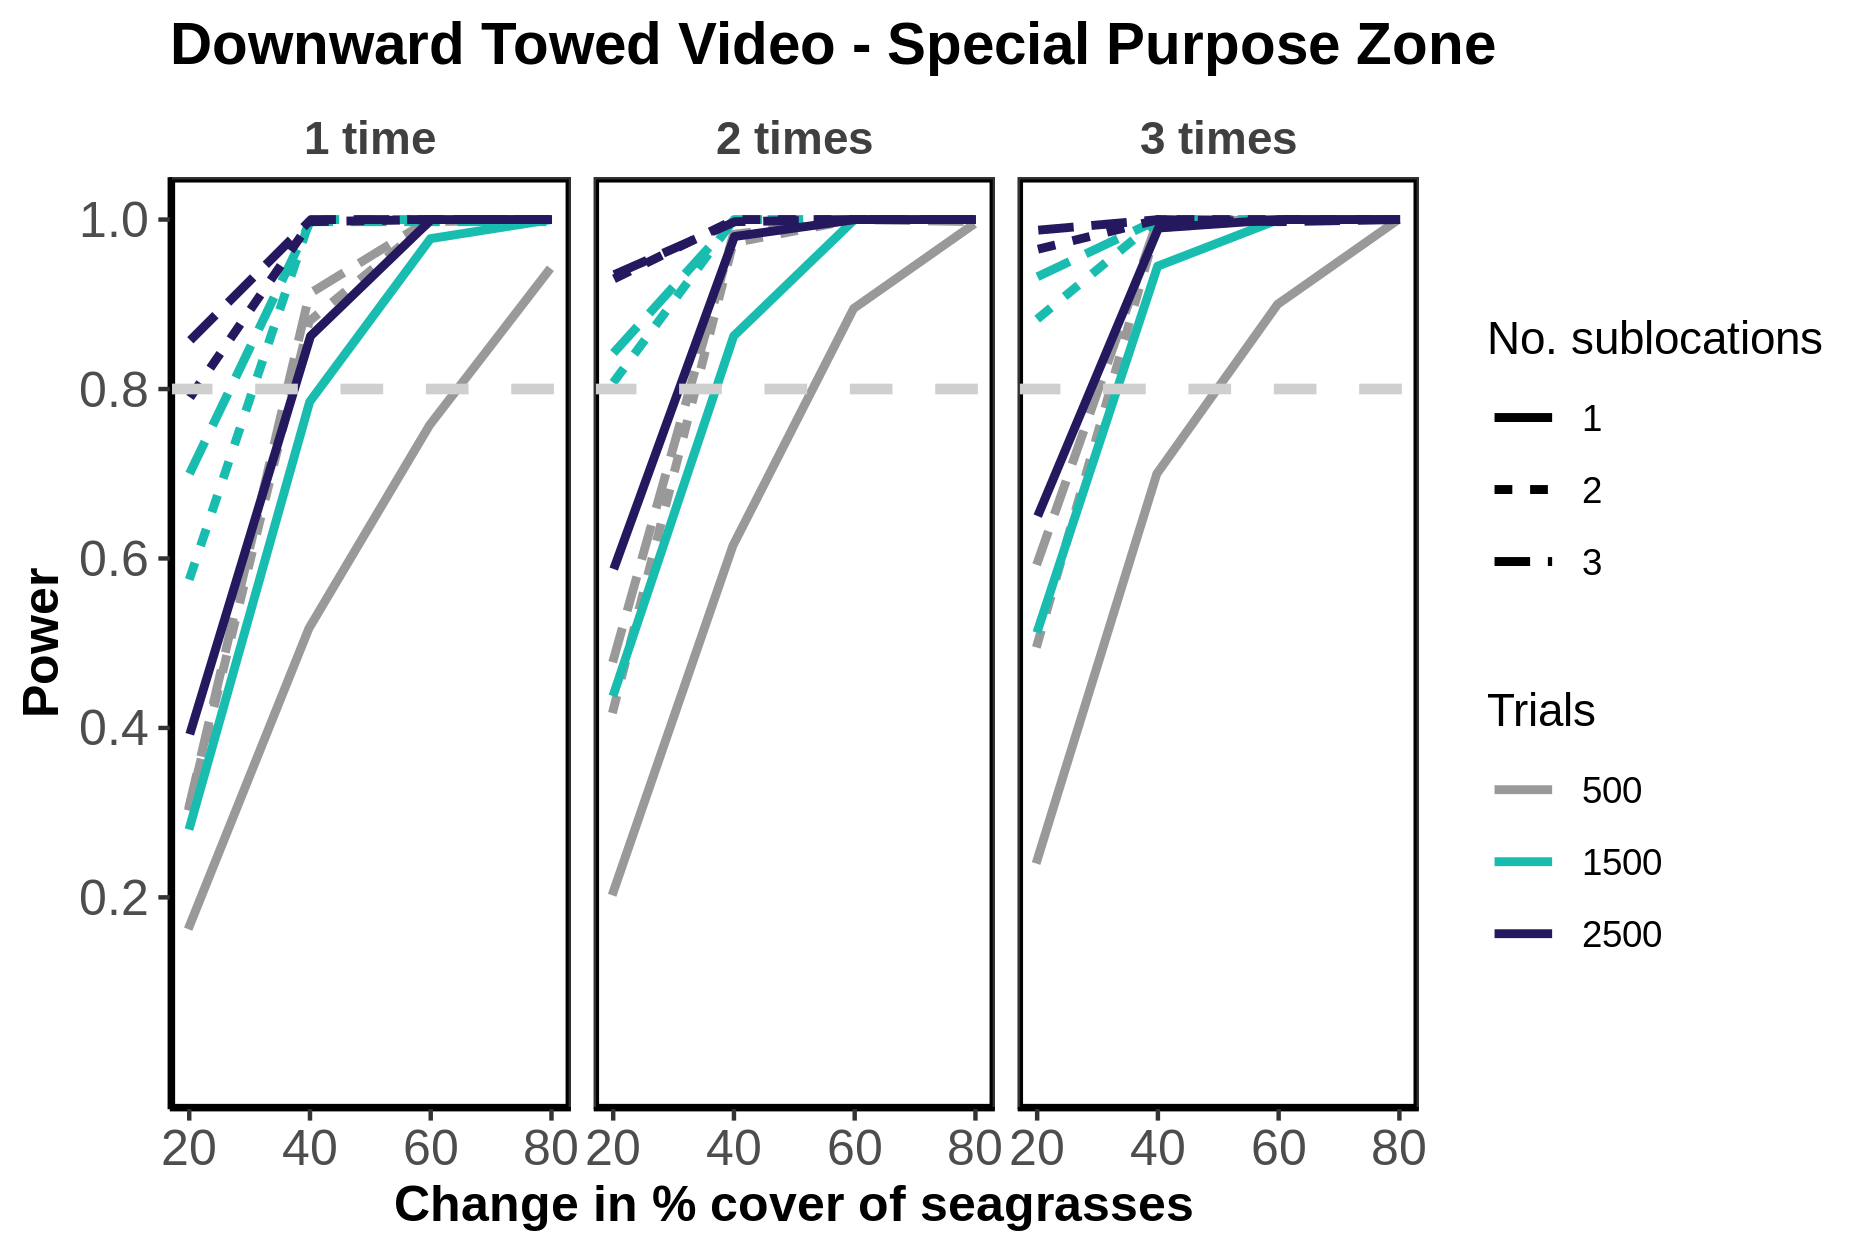 Downward Towed Video - Special Purpose Zone
1 time
2 times
3 times
1.0
0.8
0.6
0.4
0.2
Power
20 40 60 80 20 40 60 80 20 40 60 80
Change in % cover of seagrasses
No. sublocations
1
2
3
Trials
500
1500
2500